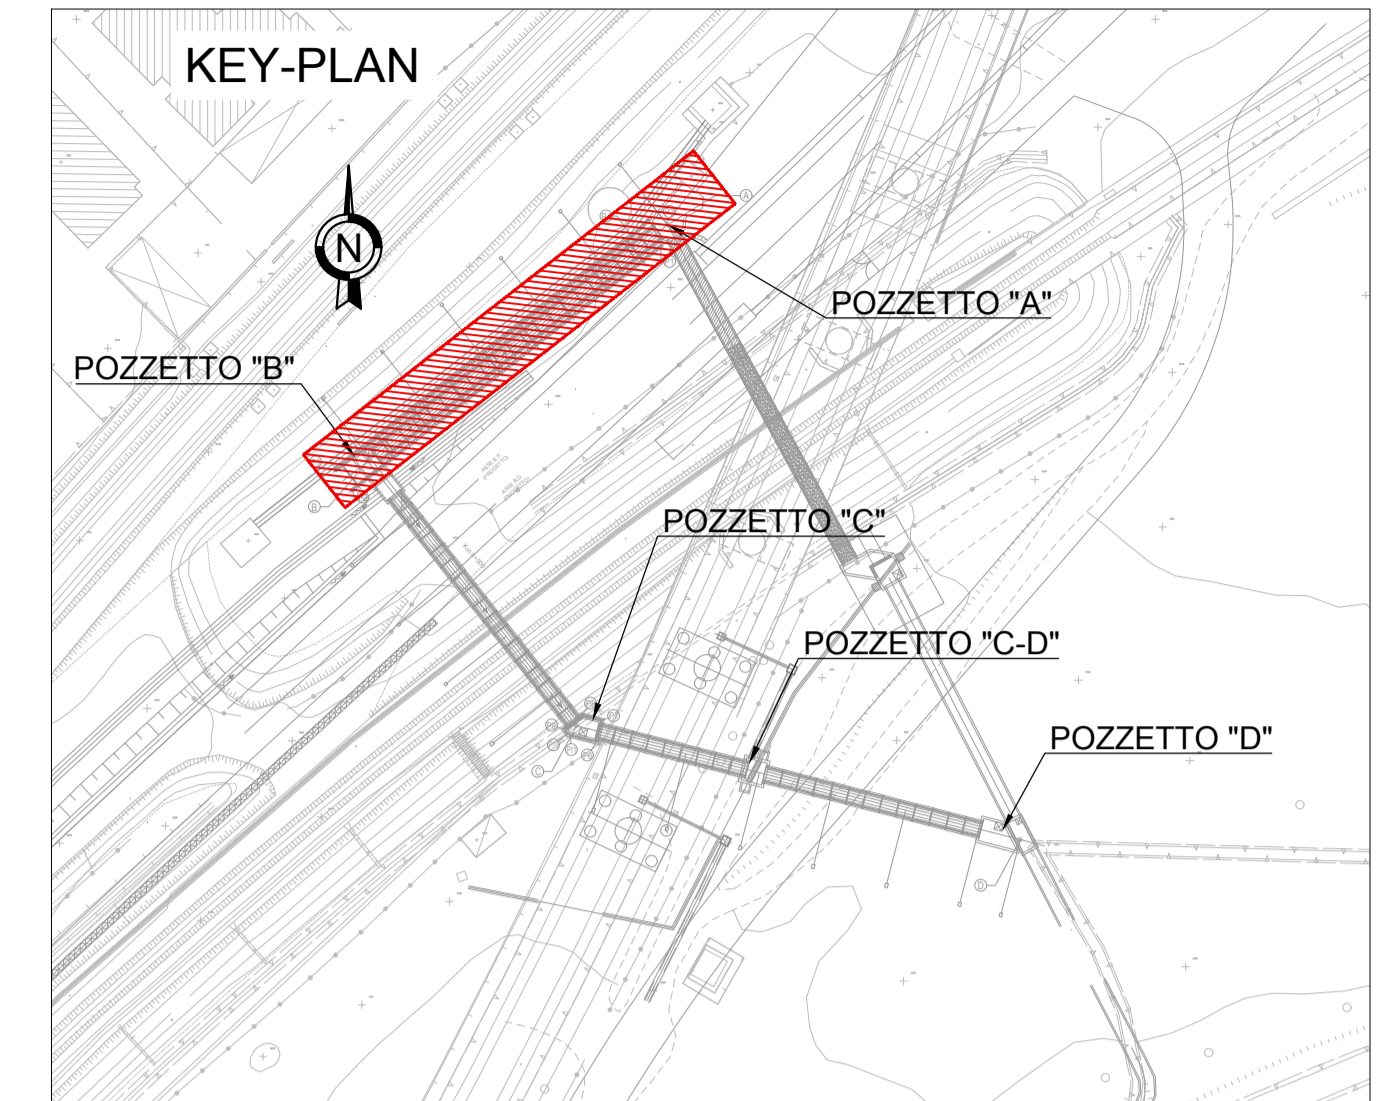 KEY-PLAN
N
A
POZZETTO "A"
POZZETTO "B"
B
POZZETTO "C"
POZZETTO "C-D"
POZZETTO "D"
C
D